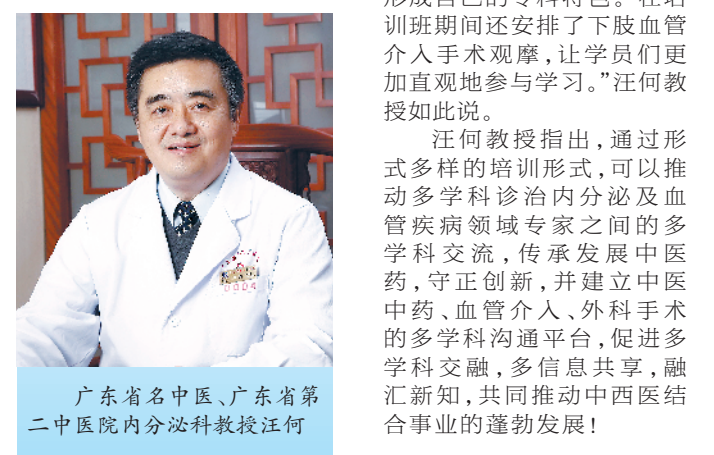 广东省名中医、广东省第
二中医院内分泌科教授汪何
形成自己的专科特色。在培
训班期间还安排了下肢血管
介入手术观摩,让学员们更
加直观地参与学习。”汪何教
授如此说。
汪何教授指出,通过形
式多样的培训形式,可以推
动多学科诊治内分泌及血
管疾病领域专家之间的多
学科交流,传承发展中医
药,守正创新,并建立中医
中药、血管介入、外科手术
的多学科沟通平台,促进多
学科交融,多信息共享,融
汇新知,共同推动中西医结
合事业的蓬勃发展!